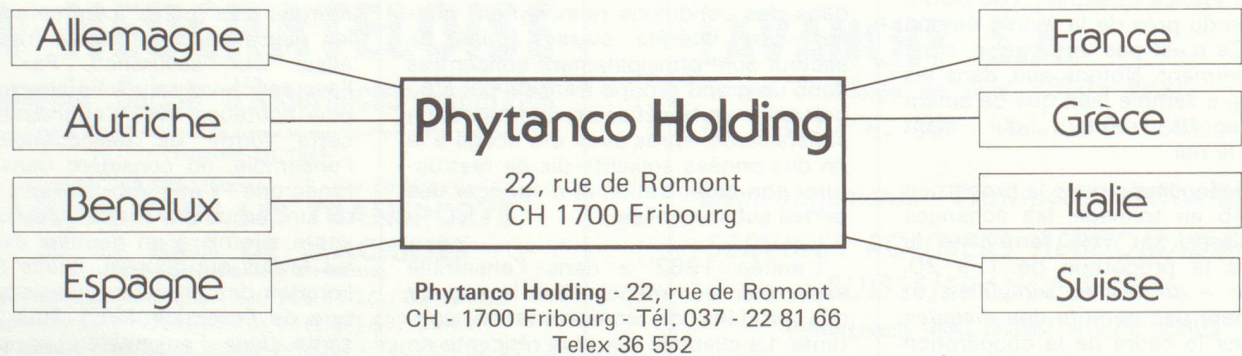 Allemagne
Autriche
Benelux
Espagne
Phytanco Holding
22, rue de Romont
CH 1700 Fribourg
France
Grèce
Italie
Suisse
Phytanco Holding - 22, rue de Romont
CH - 1700 Fribourg - Tél. 037 - 22 81 66
Telex 36 552